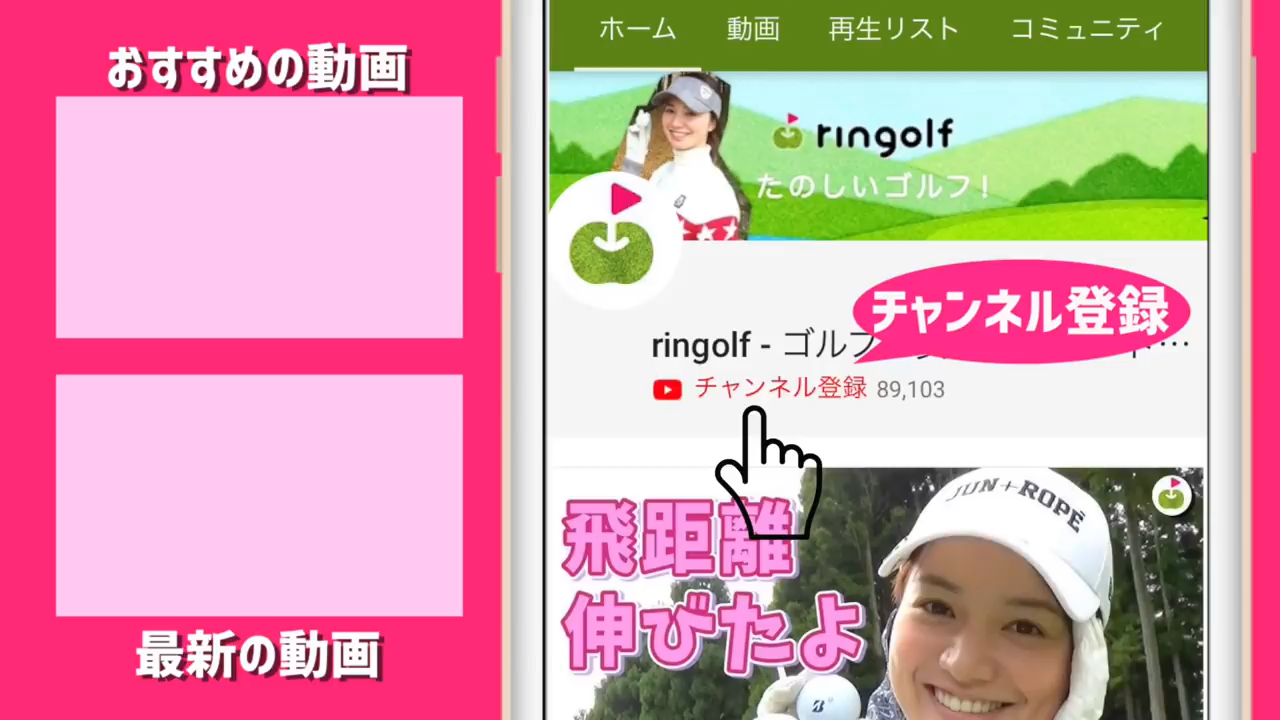 おすすめの動画
最新の動画
ホーム 動画 再生リスト コミュニティ
ringolf
たのしいゴルフ!
チャンネル登録
ringolf - ゴルフ
チャンネル登録 89,103
JUN+ROPÉ
飛距離
伸びたよ
B